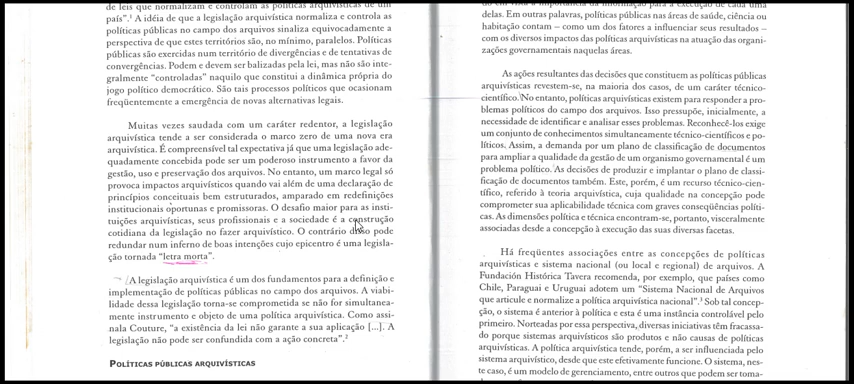 de leis que normalizam e controlam as políticas arquivísticas de um
país".¹ A idéia de que a legislação arquivística normaliza e controla as
políticas públicas no campo dos arquivos sinaliza equivocadamente a
perspectiva de que estes territórios são, no mínimo, paralelos. Políticas
públicas são exercidas num território de divergências e de tentativas de
convergências. Podem e devem ser balizadas pela lei, mas não são inte-
gralmente "controladas" naquilo que constitui a dinâmica própria do
jogo político democrático. São tais processos políticos que ocasionam
freqüentemente a emergência de novas alternativas legais.
Muitas vezes saudada com um caráter redentor, a legislação
arquivística tende a ser considerada o marco zero de uma nova era
arquivística. É compreensível tal expectativa já que uma legislação ade-
quadamente concebida pode ser um poderoso instrumento a favor da
gestão, uso e preservação dos arquivos. No entanto, um marco legal só
provoca impactos arquivísticos quando vai além de uma declaração de
princípios conceituais bem estruturados, amparado em redefinições
institucionais oportunas e promissoras. O desafio maior para as insti-
tuições arquivísticas, seus profissionais e a sociedade é a construção
cotidiana da legislação no fazer arquivístico. O contrário disso pode
redundar num inferno de boas intenções cujo epicentro é uma legisla-
ção tornada "letra morta".
A legislação arquivística é um dos fundamentos para a definição e
implementação de políticas públicas no campo dos arquivos. A viabi-
lidade dessa legislação torna-se comprometida se não for simultanea-
mente instrumento e objeto de uma política arquivística. Como assi-
nala Couture, "a existência da lei não garante a sua aplicação [...]. A
legislação não pode ser confundida com a ação concreta".²
POLÍTICAS PÚBLICAS ARQUIVÍSTICAS
delas. Em outras palavras, políticas públicas nas áreas de saúde, ciência ou
habitação contam – como um dos fatores a influenciar seus resultados –
com os diversos impactos das políticas arquivísticas na atuação das organi-
zações governamentais naquelas áreas.
As ações resultantes das decisões que constituem as políticas públicas
arquivísticas revestem-se, na maioria dos casos, de um caráter técnico-
científico. No entanto, políticas arquivísticas existem para responder a pro-
blemas políticos do campo dos arquivos. Isso pressupõe, inicialmente, a
necessidade de identificar e analisar esses problemas. Reconhecê-los exige
um conjunto de conhecimentos simultaneamente técnico-científicos e po-
líticos. Assim, a demanda por um plano de classificação de documentos
para ampliar a qualidade da gestão de um organismo governamental é um
problema político. As decisões de produzir e implantar o plano de classi-
ficação de documentos também. Este, porém, é um recurso técnico-cien-
tífico, referido à teoria arquivística, cuja qualidade na concepção pode
comprometer sua aplicabilidade técnica com graves conseqüências políti-
cas. As dimensões política e técnica encontram-se, portanto, visceralmente
associadas desde a concepção à execução das suas diversas facetas.
Há freqüentes associações entre as concepções de políticas
arquivísticas e sistema nacional (ou local e regional) de arquivos. A
Fundación Histórica Tavera recomenda, por exemplo, que países como
Chile, Paraguai e Uruguai adotem um "Sistema Nacional de Arquivos
que articule e normalize a política arquivística nacional".³ Sob tal concep-
ção, o sistema é anterior à política e esta é uma instância controlável pelo
primeiro. Norteadas por essa perspectiva, diversas iniciativas têm fracassa-
do porque sistemas arquivísticos são produtos e não causas de políticas
arquivísticas. A política arquivística tende, porém, a ser influenciada pelo
sistema arquivístico, desde que este efetivamente funcione. O sistema, nes-
te caso, é um modelo de gerenciamento, entre outros que podem ser toma-